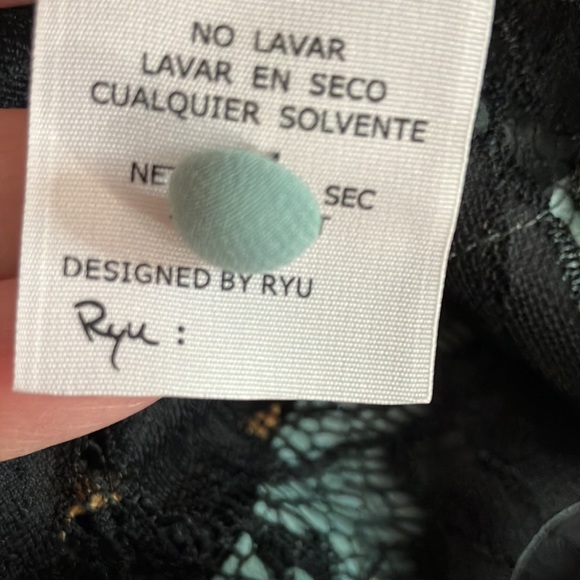 NO LAVAR
LAVAR EN SECO
CUALQUIER SOLVENTE
SEC
DESIGNED BY RYU
Ryu :